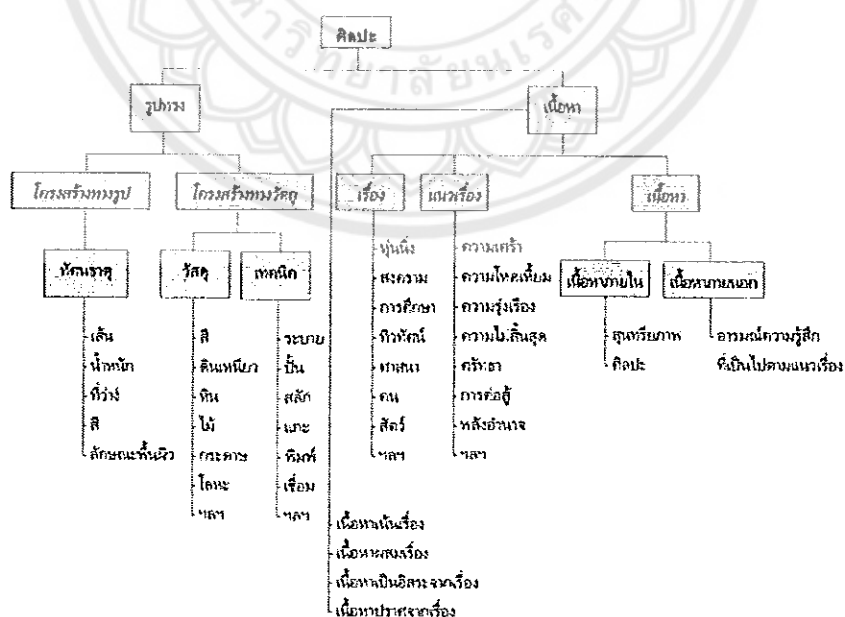 ศิลปะ
รูปทรง
เนื้อหา
โครงสร้างทางรูป
โครงสร้างทางวัตถุ
เรื่อง
แนวเรื่อง
เนื้อหา
ทัศนธาตุ
วัสดุ
เทคนิค
เนื้อหาภายใน
เนื้อหาภายนอก
เส้น
น้ำหนัก
ที่ว่าง
สี
ลักษณะพื้นผิว
สี
ดินเหนียว
หิน
ไม้
กระดาษ
โลหะ
ฯลฯ
ระบาย
ปั้น
สลัก
แกะ
พิมพ์
เชื่อม
ฯลฯ
หุ่นนิ่ง
สงคราม
การศึกษา
ทิวทัศน์
ศาสนา
คน
สัตว์
ฯลฯ
ความเศร้า
ความโหดเหี้ยม
ความรุ่งเรือง
ความไม่สิ้นสุด
ศรัทธา
การต่อสู้
พลังอำนาจ
ฯลฯ
สุนทรียภาพ
ศิลปะ
อารมณ์ความรู้สึก
ที่เป็นไปตามแนวเรื่อง
เนื้อหาเน้นเรื่อง
เนื้อหาผสมเรื่อง
เนื้อหาเป็นอิสระจากเรื่อง
เนื้อหาปราศจากเรื่อง